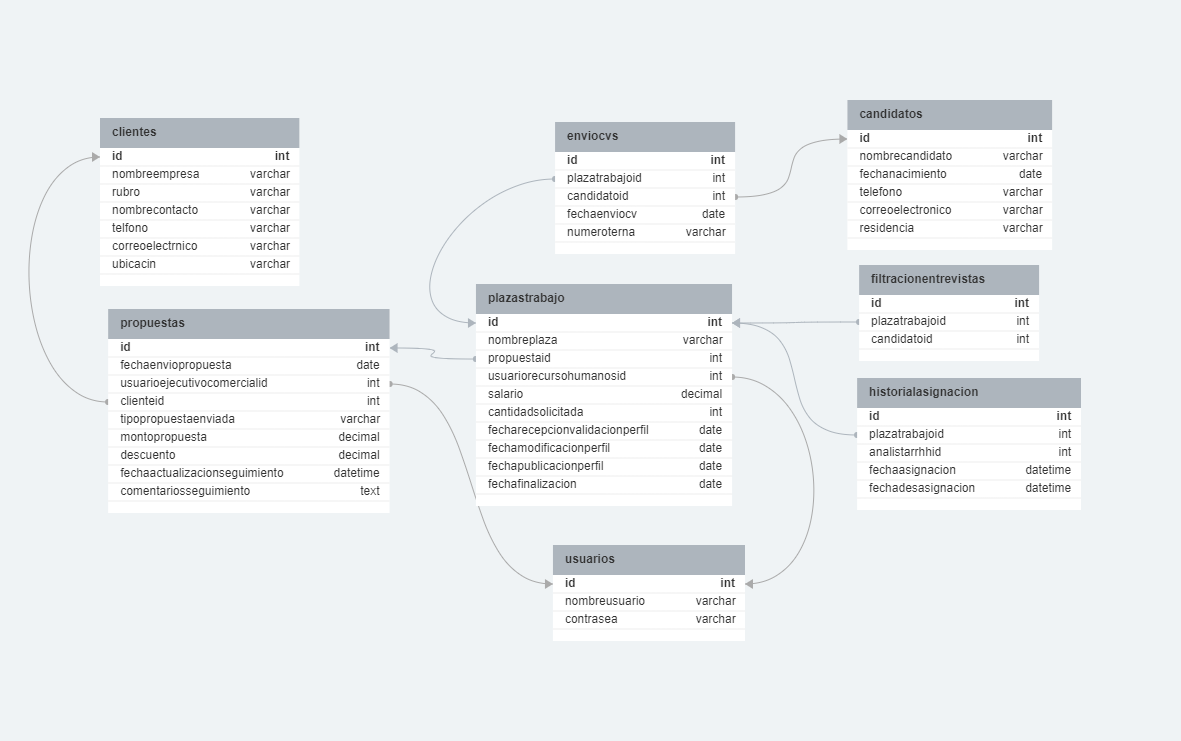 clientes
id int
nombreempresa varchar
rubro varchar
nombrecontacto varchar
telfono varchar
correoelectrnico varchar
ubicacin varchar
propuestas
id int
fechaenviopropuesta date
usuarioejecutivocomercialid int
clienteid int
tipopropuestaenviada varchar
montopropuesta decimal
descuento decimal
fechaactualizacionseguimiento datetime
comentariosseguimiento text
enviocvs
id int
plazatrabajoid int
candidatoid int
fechaenviocv date
numeroterna varchar
plazastrabajo
id int
nombreplaza varchar
propuestaid int
usuariorecursohumanosid int
salario decimal
cantidadsolicitada int
fecharecepcionvalidacionperfil date
fechamodificacionperfil date
fechapublicacionperfil date
fechafinalizacion date
usuarios
id int
nombreusuario varchar
contrasea varchar
candidatos
id int
nombrecandidato varchar
fechanacimiento date
telefono varchar
correoelectronico varchar
residencia varchar
filtracionentrevistas
id int
plazatrabajoid int
candidatoid int
historialasignacion
id int
plazatrabajoid int
analistarrhhid int
fechaasignacion datetime
fechadesasignacion datetime